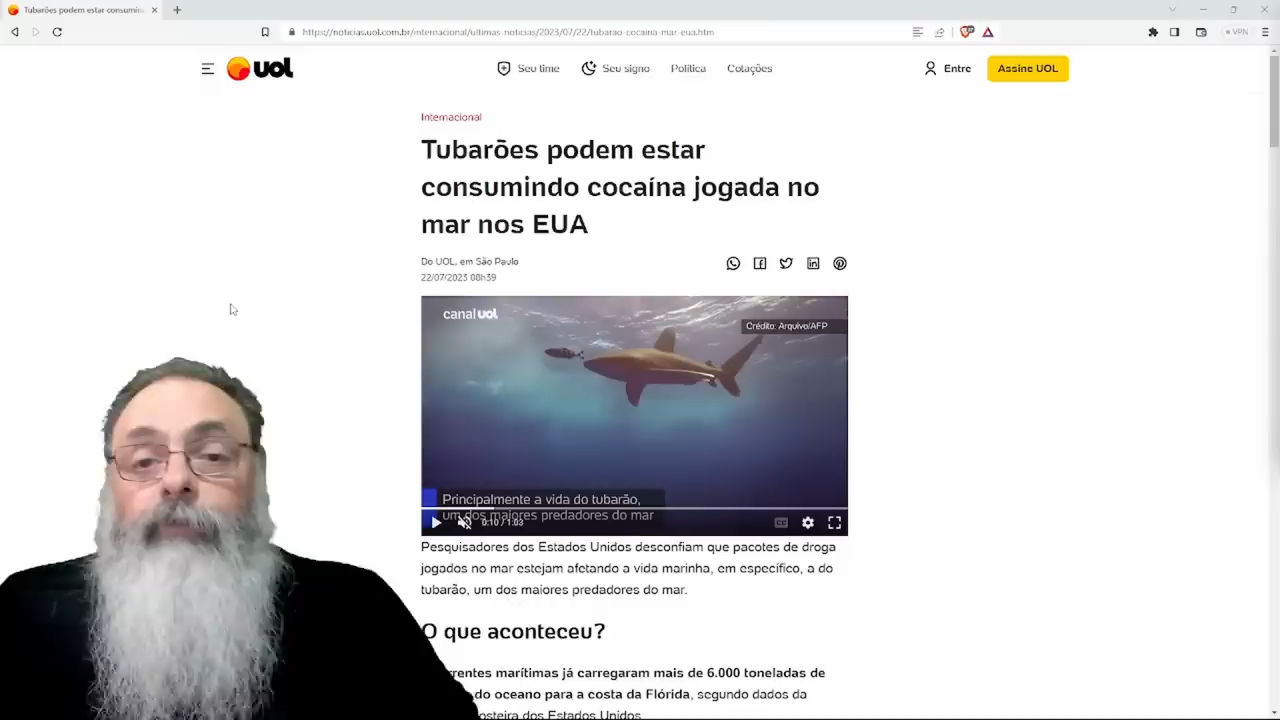 Tubarões podem estar consumin
https://noticias.uol.com.br/internacional/ultimas-noticias/2023/07/22/tubarao-cocaina-mar-eua.htm
VPN
UOL
Seu time
Seu signo
Política
Cotações
Entre
Assine UOL
Internacional
Tubarões podem estar
consumindo cocaína jogada no
mar nos EUA
Do UOL, em São Paulo
22/07/2023 08h39
canal uol
Crédito: Arquivo/AFP
Principalmente a vida do tubarão,
um dos maiores predadores do mar
0:10 / 1:03
CC
Pesquisadores dos Estados Unidos desconfiam que pacotes de droga
jogados no mar estejam afetando a vida marinha, em específico, a do
tubarão, um dos maiores predadores do mar.
O que aconteceu?
rrentes marítimas já carregaram mais de 6.000 toneladas de
do oceano para a costa da Flórida, segundo dados da
osteira dos Estados Unidos